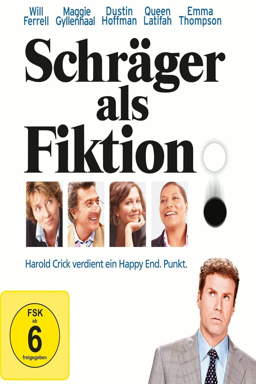 Will Maggie Dustin Queen Emma
Ferrell Gyllenhaal Hoffman Latifah Thompson
Schräger
als
Fiktion
Harold Crick verdient ein Happy End. Punkt.
FSK
ab
6
freigegeben